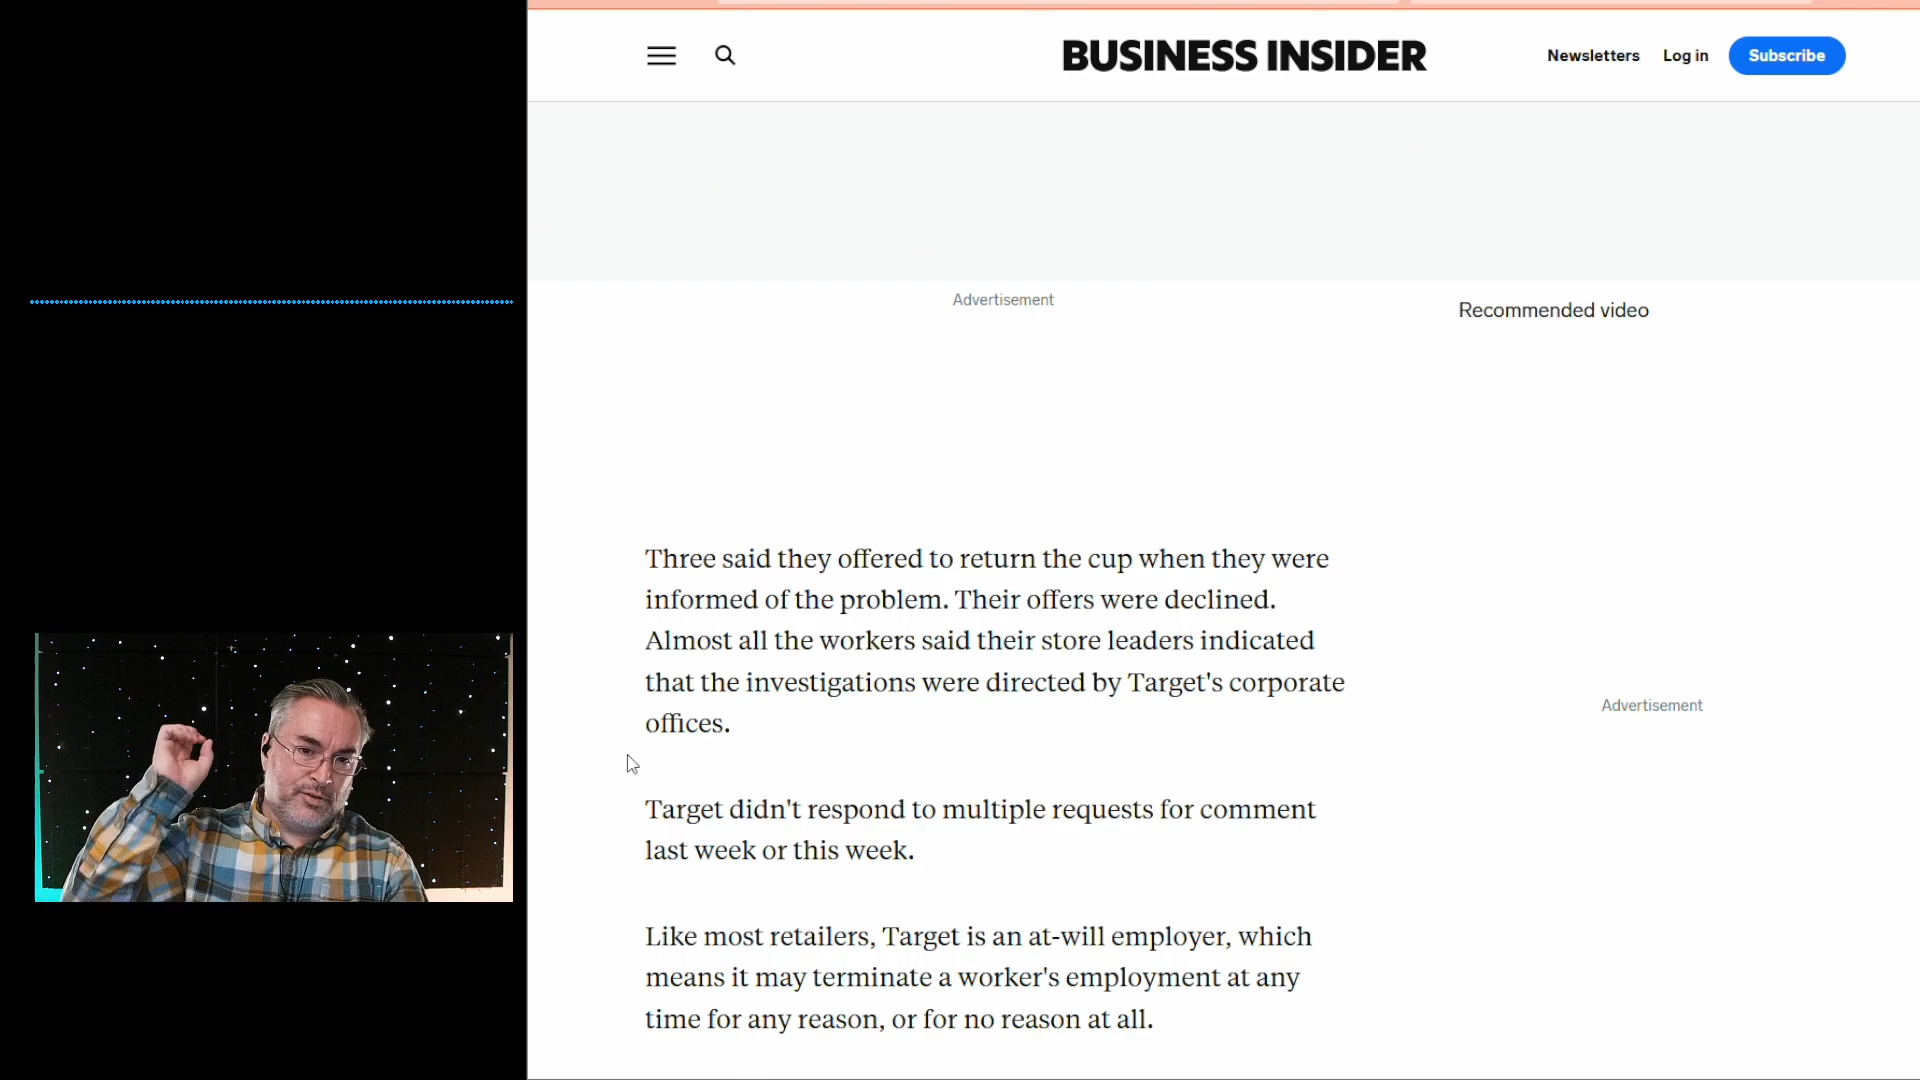 BUSINESS INSIDER
Newsletters
Log in
Subscribe
Advertisement
Recommended video
Three said they offered to return the cup when they were
informed of the problem. Their offers were declined.
Almost all the workers said their store leaders indicated
that the investigations were directed by Target's corporate
offices.
Advertisement
Target didn't respond to multiple requests for comment
last week or this week.
Like most retailers, Target is an at-will employer, which
means it may terminate a worker's employment at any
time for any reason, or for no reason at all.